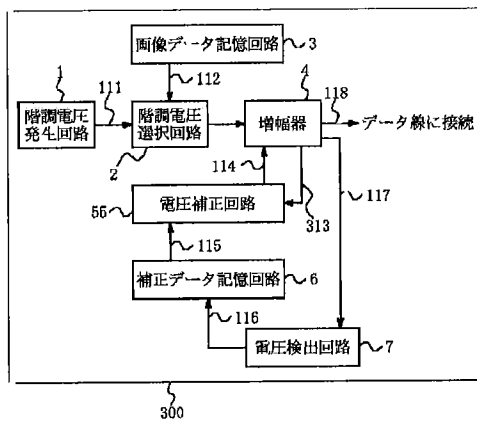 画像データ記憶回路
3
1
111
112
4
118
階調電圧
発生回路
階調電圧
選択回路
増幅器
データ線に接続
2
114
117
55
電圧補正回路
313
115
補正データ記憶回路
6
116
電圧検出回路
7
300